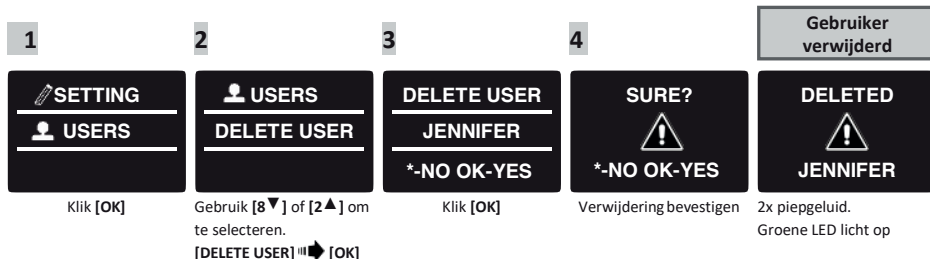 1
2
3
4
Gebruiker
verwijderd
SETTING
USERS
USERS
DELETE USER
DELETE USER
JENNIFER
*-NO OK-YES
SURE?
*-NO OK-YES
DELETED
JENNIFER
Klik [OK]
Gebruik [8▼] of [2▲] om
te selecteren.
[DELETE USER] [OK]
Klik [OK]
Verwijdering bevestigen
2x piepgeluid.
Groene LED licht op